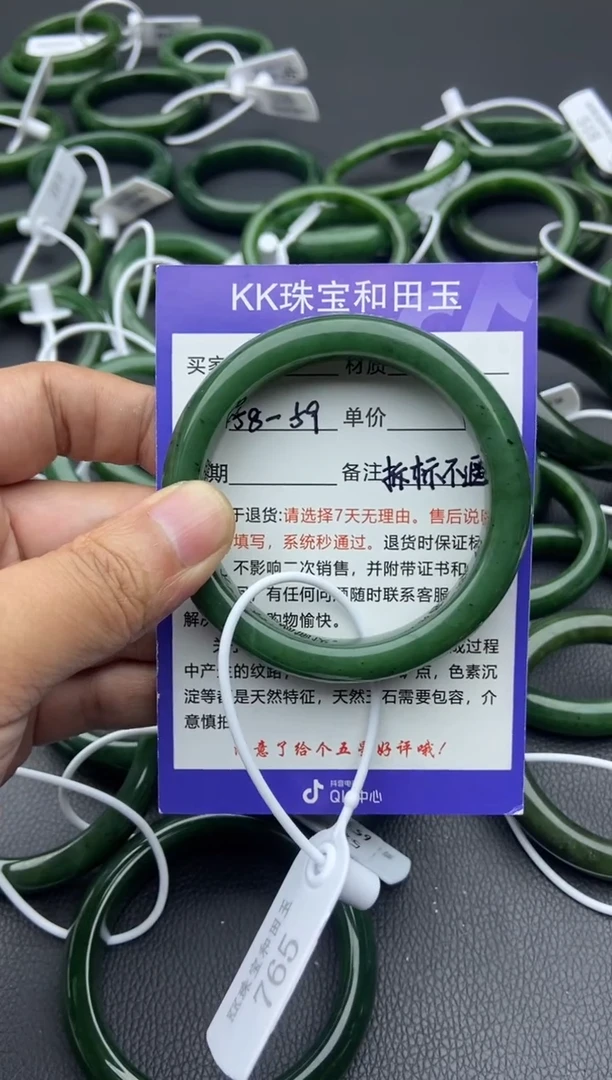 KK珠宝和田玉
买家 材质
58-59 单价
期 备注 拆标不退
于退货:请选择7天无理由。售后说
填写，系统秒通过。退货时保证标
不影响二次销售，并附带证书和
有任何问题随时联系客服
解决 购物愉快。
成过程
中产生的纹路 点，色素沉
淀等都是天然特征，天然玉石需要包容，介
意慎拍
满意了给个五星好评哦！
抖音电商
QIC中心
KK珠宝和田玉
765